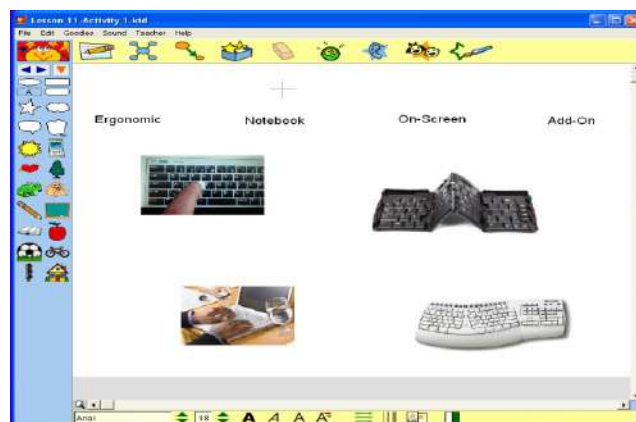 Lesson 11-Activity 1.kid
File Edit Goodies Sound Teacher Help
A
Ergonomic Notebook On-Screen Add-On
Arial 18 A A A A